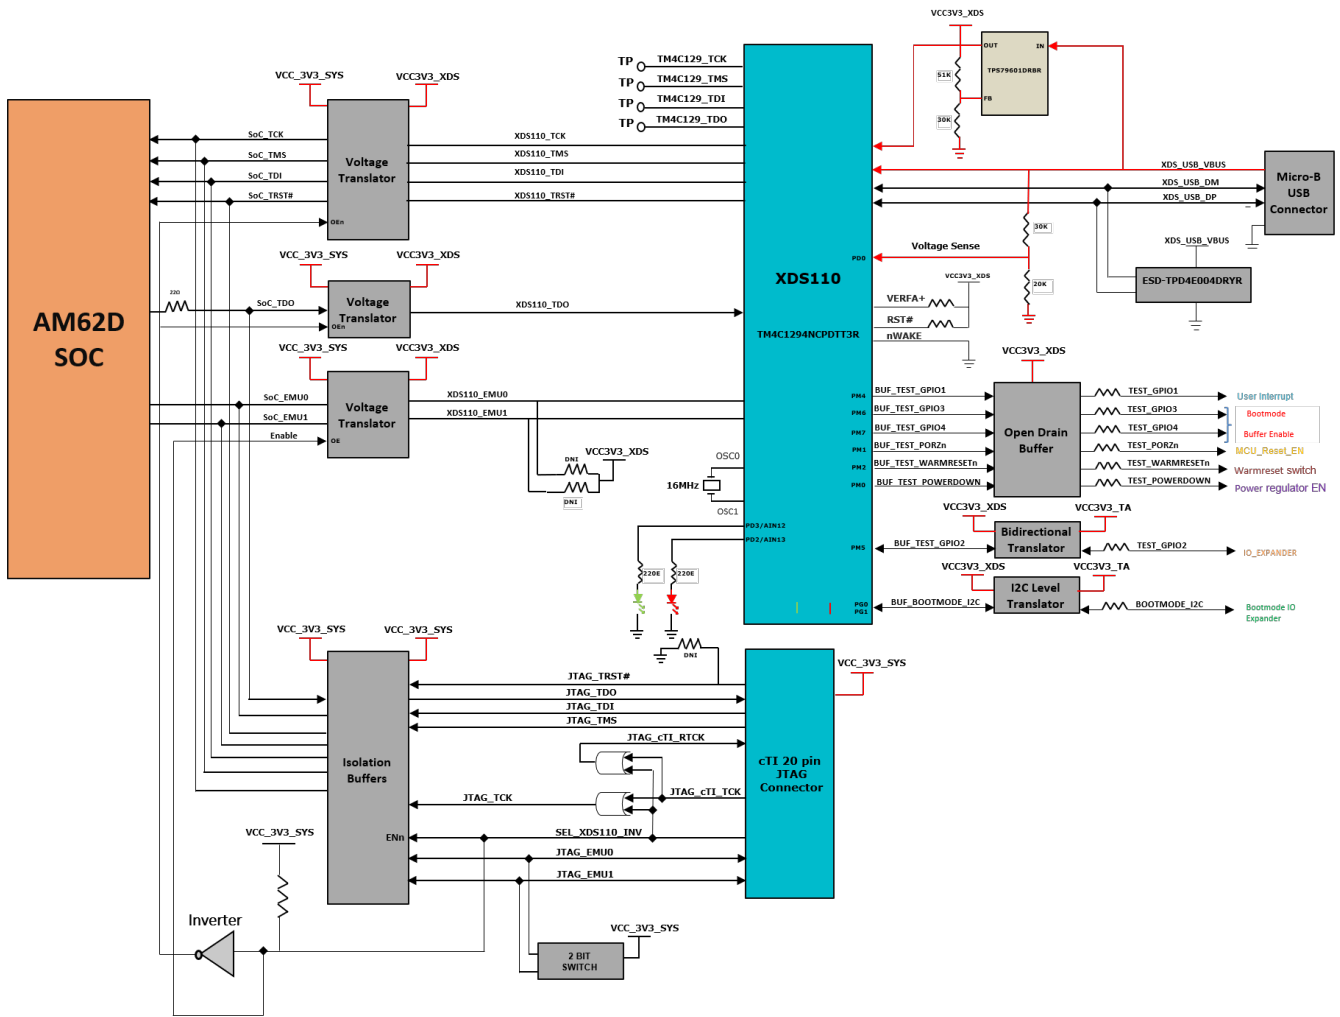 VCC3V3_XDS
OUT
IN
TPS79601DRBR
51K
FB
30K
TP
TM4C129_TCK
TP
TM4C129_TMS
TP
TM4C129_TDI
TP
TM4C129_TDO
VCC_3V3_SYS
VCC3V3_XDS
SoC_TCK
SoC_TMS
SoC_TDI
SoC_TRST#
OEn
Voltage
Translator
XDS110_TCK
XDS110_TMS
XDS110_TDI
XDS110_TRST#
XDS_USB_VBUS
XDS_USB_DM
XDS_USB_DP
Micro-B
USB
Connector
30K
Voltage Sense
PD0
20K
XDS_USB_VBUS
ESD-TPD4E004DRYR
AM62D
SOC
22Ω
VCC_3V3_SYS
VCC3V3_XDS
SoC_TDO
OEn
Voltage
Translator
XDS110_TDO
XDS110
TM4C1294NCPDTT3R
VCC3V3_XDS
VERFA+
RST#
nWAKE
VCC_3V3_SYS
VCC3V3_XDS
SoC_EMU0
SoC_EMU1
Enable
OE
Voltage
Translator
XDS110_EMU0
XDS110_EMU1
DNI
DNI
VCC3V3_XDS
OSC0
16MHz
OSC1
PD3/AIN12
PD2/AIN13
220E
220E
VCC3V3_XDS
PM4
BUF_TEST_GPIO1
PM6
BUF_TEST_GPIO3
PM7
BUF_TEST_GPIO4
PM1
BUF_TEST_PORZn
PM2
BUF_TEST_WARMRESETn
PM0
BUF_TEST_POWERDOWN
Open Drain
Buffer
TEST_GPIO1
User Interrupt
TEST_GPIO3
Bootmode
TEST_GPIO4
Buffer Enable
TEST_PORZn
MCU_Reset_EN
TEST_WARMRESETn
Warmreset switch
TEST_POWERDOWN
Power regulator EN
VCC3V3_XDS
VCC3V3_TA
PM5
BUF_TEST_GPIO2
Bidirectional
Translator
TEST_GPIO2
IO_EXPANDER
VCC3V3_XDS
VCC3V3_TA
PG0
PG1
BUF_BOOTMODE_I2C
I2C Level
Translator
BOOTMODE_I2C
Bootmode IO
Expander
VCC_3V3_SYS
VCC_3V3_SYS
Isolation
Buffers
ENn
DNI
JTAG_TRST#
JTAG_TDO
JTAG_TDI
JTAG_TMS
JTAG_cTI_RTCK
JTAG_cTI_TCK
JTAG_TCK
SEL_XDS110_INV
JTAG_EMU0
JTAG_EMU1
VCC_3V3_SYS
cTI 20 pin
JTAG
Connector
VCC_3V3_SYS
Inverter
VCC_3V3_SYS
2 BIT
SWITCH